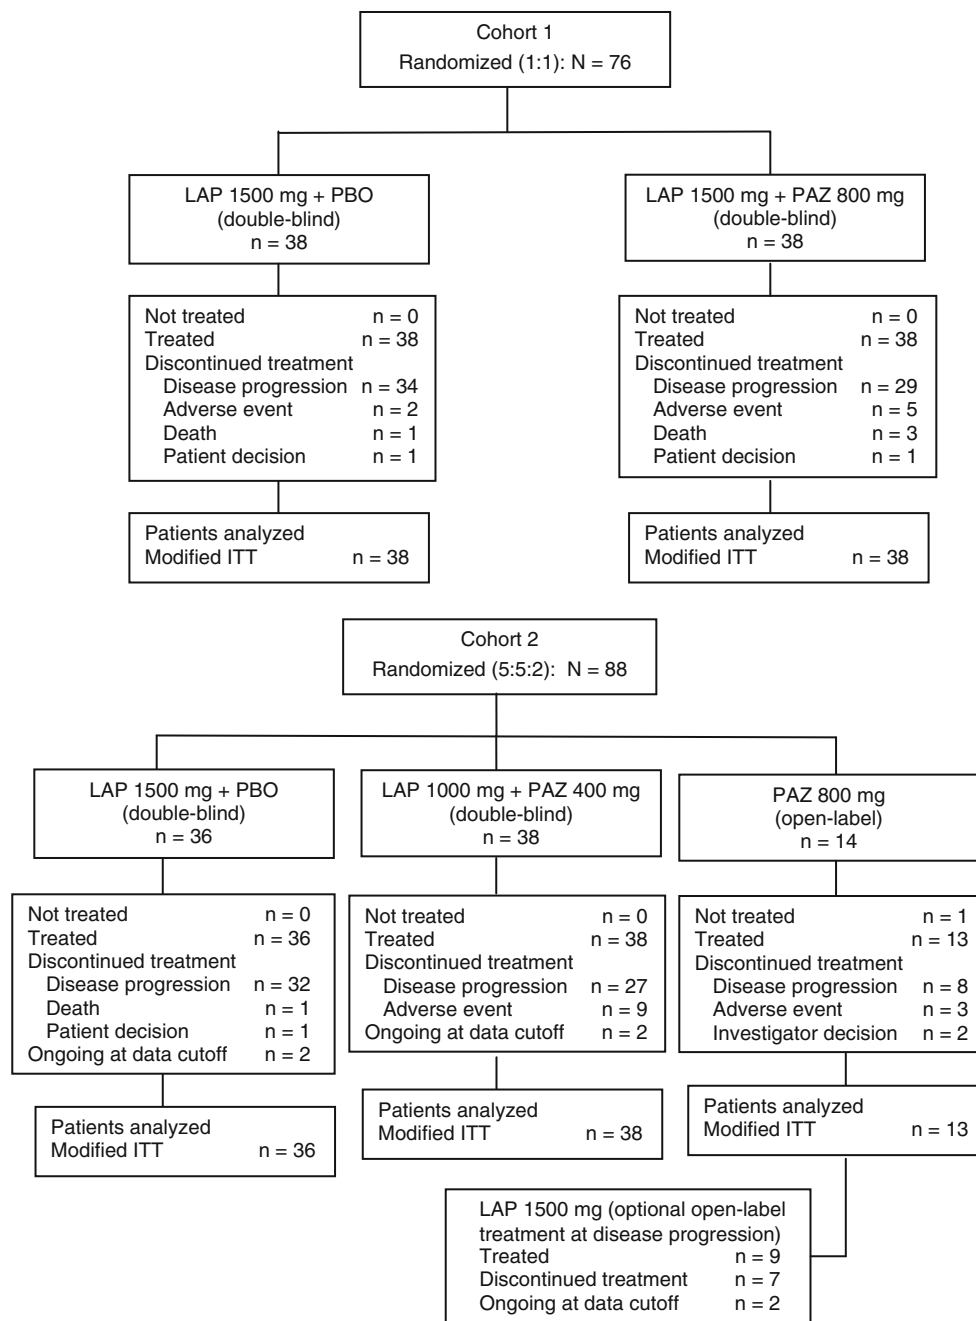 Cohort 1
Randomized (1:1): N = 76
LAP 1500 mg + PBO
(double-blind)
n = 38
LAP 1500 mg + PAZ 800 mg
(double-blind)
n = 38
Not treated n = 0
Treated n = 38
Discontinued treatment
Disease progression n = 34
Adverse event n = 2
Death n = 1
Patient decision n = 1
Not treated n = 0
Treated n = 38
Discontinued treatment
Disease progression n = 29
Adverse event n = 5
Death n = 3
Patient decision n = 1
Patients analyzed
Modified ITT n = 38
Patients analyzed
Modified ITT n = 38
Cohort 2
Randomized (5:5:2): N = 88
LAP 1500 mg + PBO
(double-blind)
n = 36
LAP 1000 mg + PAZ 400 mg
(double-blind)
n = 38
PAZ 800 mg
(open-label)
n = 14
Not treated n = 0
Treated n = 36
Discontinued treatment
Disease progression n = 32
Death n = 1
Patient decision n = 1
Ongoing at data cutoff n = 2
Not treated n = 0
Treated n = 38
Discontinued treatment
Disease progression n = 27
Adverse event n = 9
Ongoing at data cutoff n = 2
Not treated n = 1
Treated n = 13
Discontinued treatment
Disease progression n = 8
Adverse event n = 3
Investigator decision n = 2
Patients analyzed
Modified ITT n = 36
Patients analyzed
Modified ITT n = 38
Patients analyzed
Modified ITT n = 13
LAP 1500 mg (optional open-label
treatment at disease progression)
Treated n = 9
Discontinued treatment n = 7
Ongoing at data cutoff n = 2